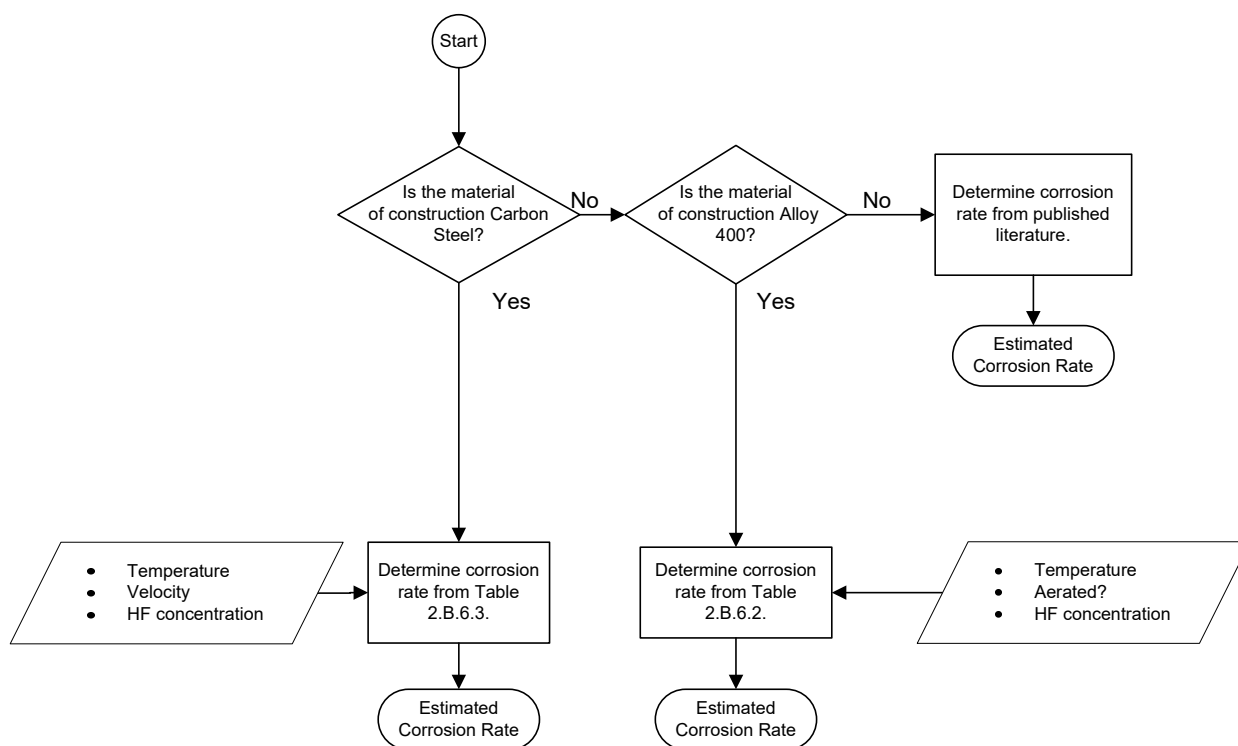 Start
Is the material
of construction Carbon
Steel?
No
Is the material
of construction Alloy
400?
No
Determine corrosion
rate from published
literature.
Yes
Yes
Estimated
Corrosion Rate
• Temperature
• Velocity
• HF concentration
Determine corrosion
rate from Table
2.B.6.3.
Determine corrosion
rate from Table
2.B.6.2.
• Temperature
• Aerated?
• HF concentration
Estimated
Corrosion Rate
Estimated
Corrosion Rate